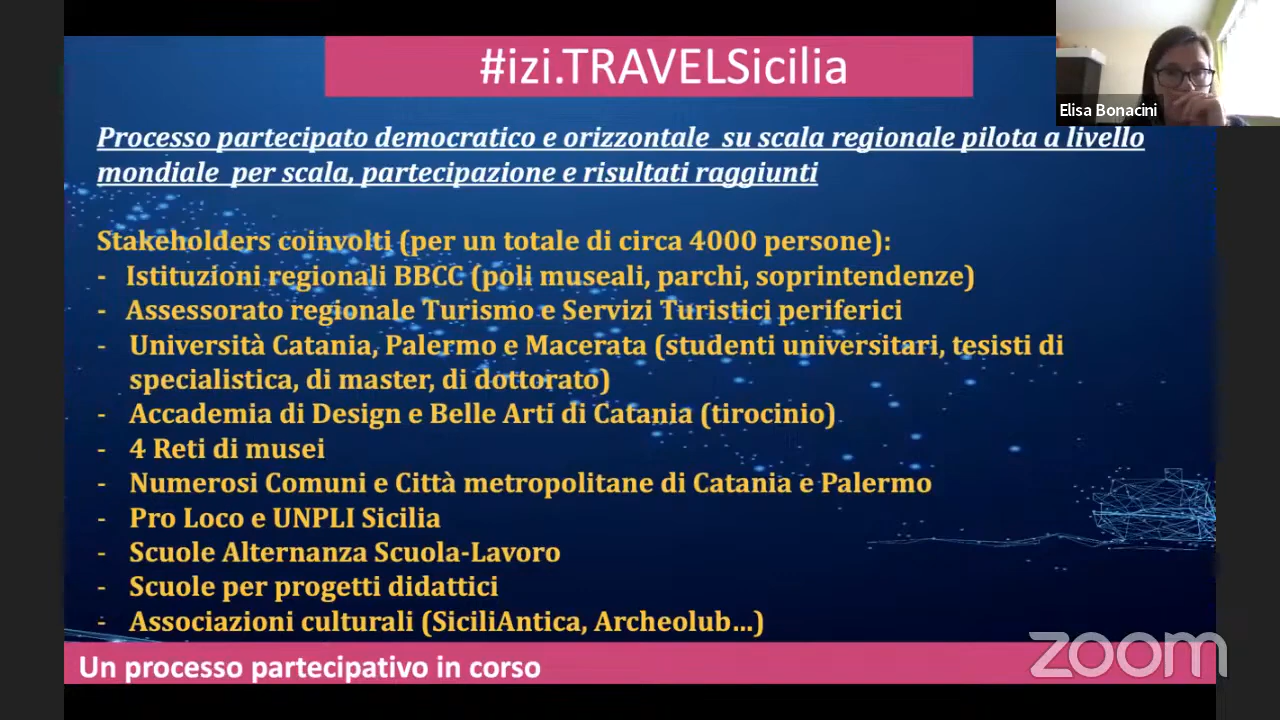 #izi.TRAVELSicilia
Elisa Bonacini
Processo partecipato democratico e orizzontale su scala regionale pilota a livello
mondiale per scala, partecipazione e risultati raggiunti
Stakeholders coinvolti (per un totale di circa 4000 persone):
- Istituzioni regionali BBCC (poli museali, parchi, soprintendenze)
- Assessorato regionale Turismo e Servizi Turistici periferici
- Università Catania, Palermo e Macerata (studenti universitari, tesisti di
specialistica, di master, di dottorato)
- Accademia di Design e Belle Arti di Catania (tirocinio)
- 4 Reti di musei
- Numerosi Comuni e Città metropolitane di Catania e Palermo
- Pro Loco e UNPLI Sicilia
- Scuole Alternanza Scuola-Lavoro
- Scuole per progetti didattici
- Associazioni culturali (SiciliAntica, Archeolub...)
Un processo partecipativo in corso
zoom